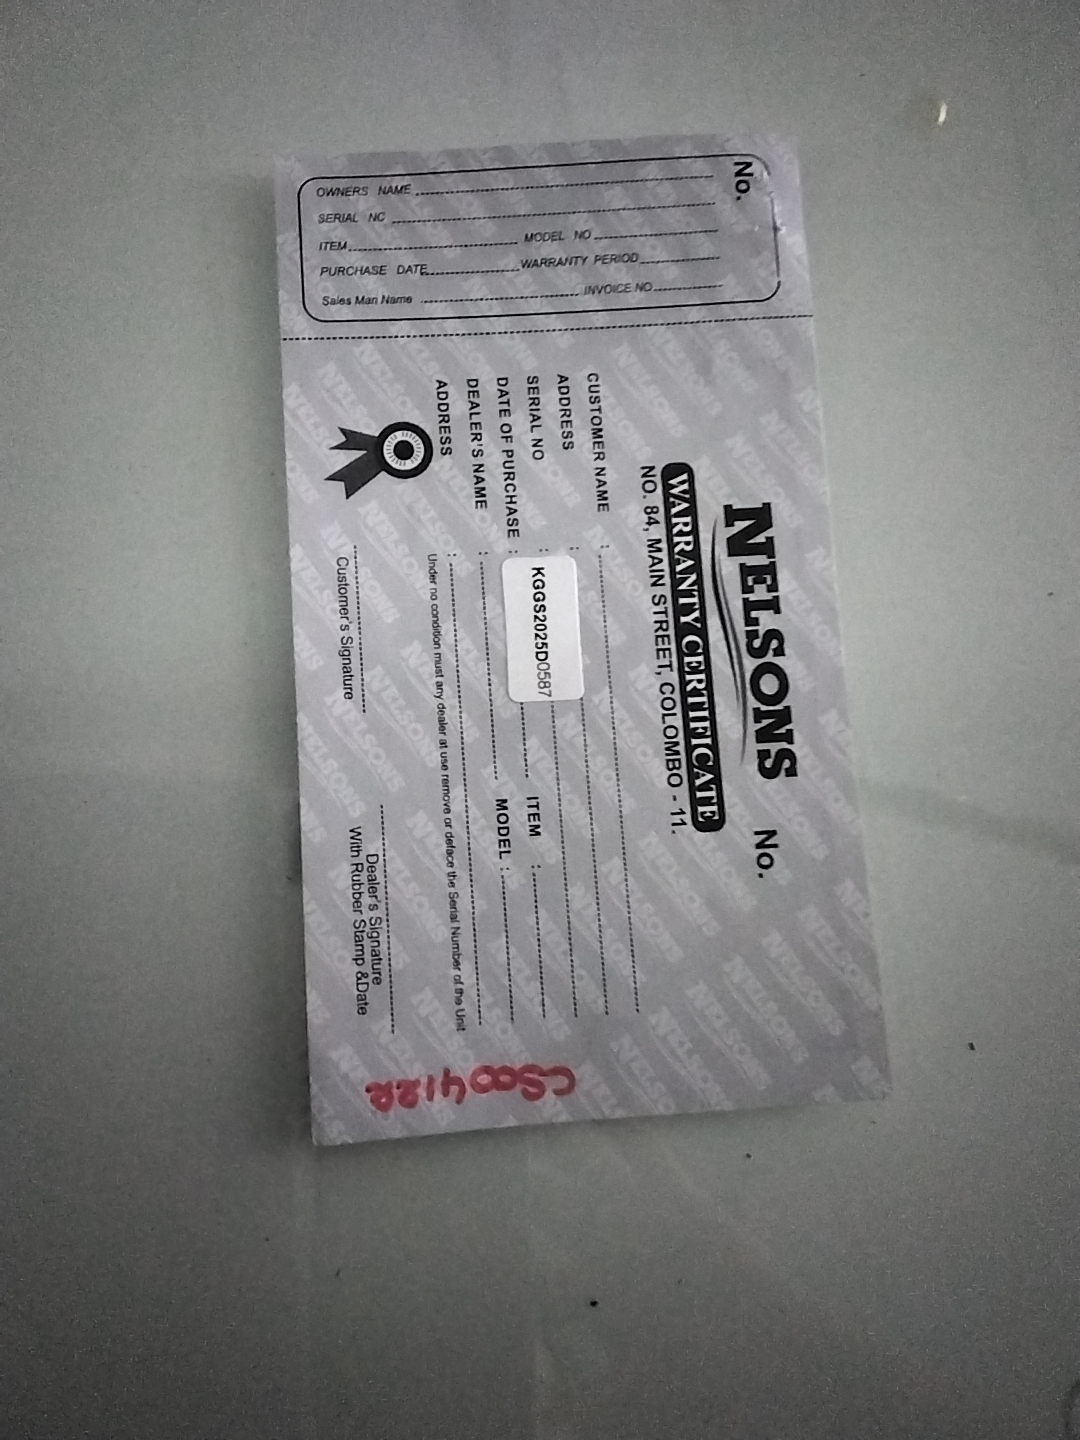 No.
OWNERS NAME
SERIAL NO
ITEM MODEL NO
PURCHASE DATE WARRANTY PERIOD
Sales Man Name INVOICE NO
NELSONS No.
WARRANTY CERTIFICATE
NO. 84, MAIN STREET, COLOMBO - 11.
CUSTOMER NAME :
ADDRESS :
SERIAL NO : KGGS2025D0587 ITEM :
DATE OF PURCHASE : MODEL :
DEALER'S NAME :
ADDRESS :
Under no condition must any dealer at use remove or deface the Serial Number of the Unit
Customer's Signature
Dealer's Signature
With Rubber Stamp &Date